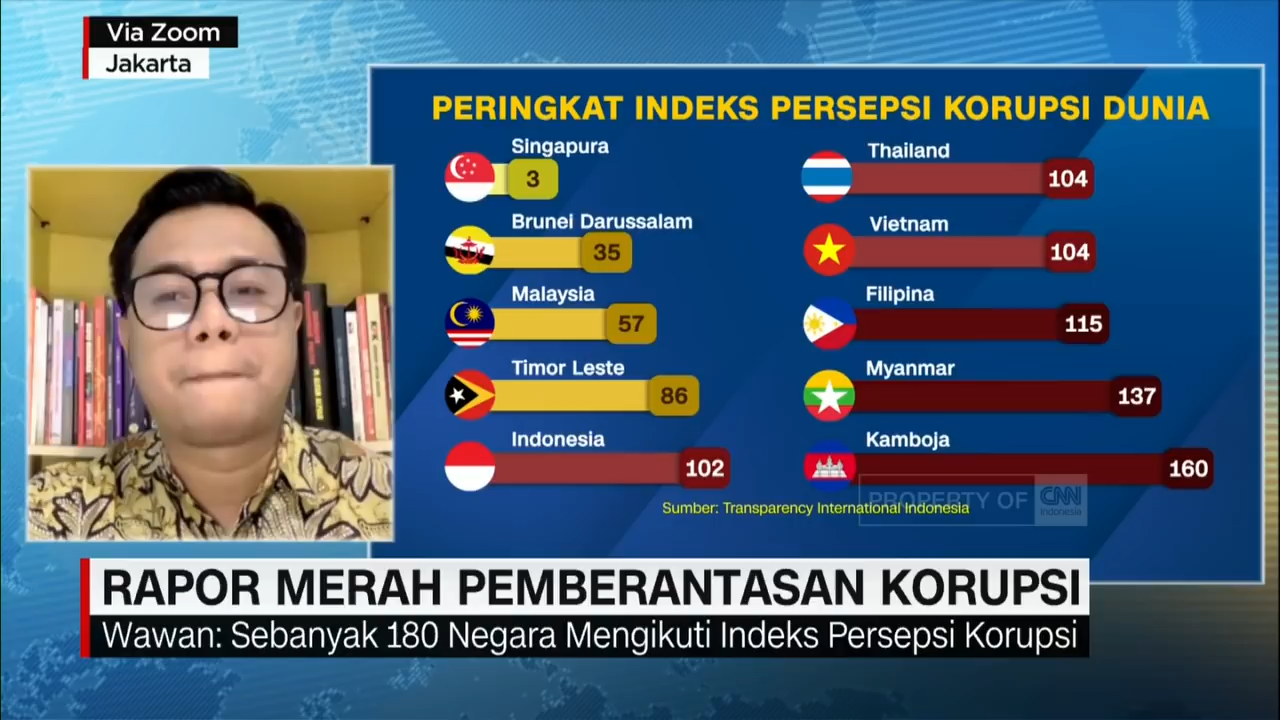 Via Zoom
Jakarta
PERINGKAT INDEKS PERSEPSI KORUPSI DUNIA
Singapura
3
Brunei Darussalam
35
Malaysia
57
Timor Leste
86
Indonesia
102
Thailand
104
Vietnam
104
Filipina
115
Myanmar
137
Kamboja
160
PROPERTY OF CNN Indonesia
Sumber: Transparency International Indonesia
RAPOR MERAH PEMBERANTASAN KORUPSI
Wawan: Sebanyak 180 Negara Mengikuti Indeks Persepsi Korupsi